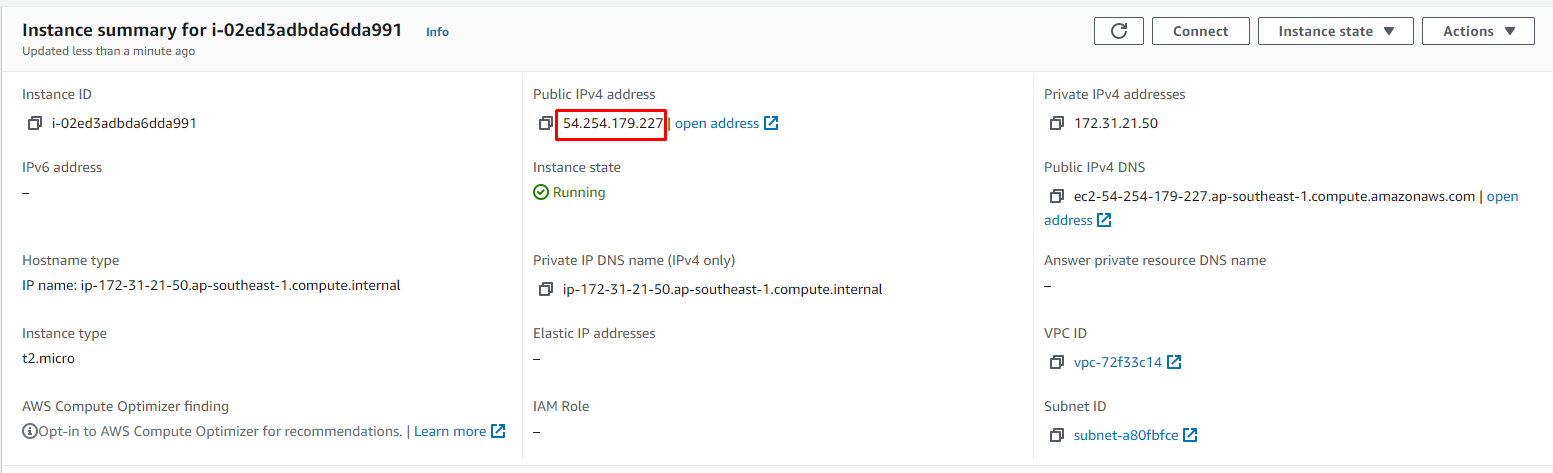 Instance summary for i-02ed3adbda6dda991 Info
Updated less than a minute ago
Connect
Instance state
Actions
Instance ID
i-02ed3adbda6dda991
Public IPv4 address
54.254.179.227 | open address
Private IPv4 addresses
172.31.21.50
IPv6 address
–
Instance state
Running
Public IPv4 DNS
ec2-54-254-179-227.ap-southeast-1.compute.amazonaws.com | open
address
Hostname type
IP name: ip-172-31-21-50.ap-southeast-1.compute.internal
Private IP DNS name (IPv4 only)
ip-172-31-21-50.ap-southeast-1.compute.internal
Answer private resource DNS name
–
Instance type
t2.micro
Elastic IP addresses
–
VPC ID
vpc-72f33c14
AWS Compute Optimizer finding
Opt-in to AWS Compute Optimizer for recommendations. | Learn more
IAM Role
–
Subnet ID
subnet-a80fbfce